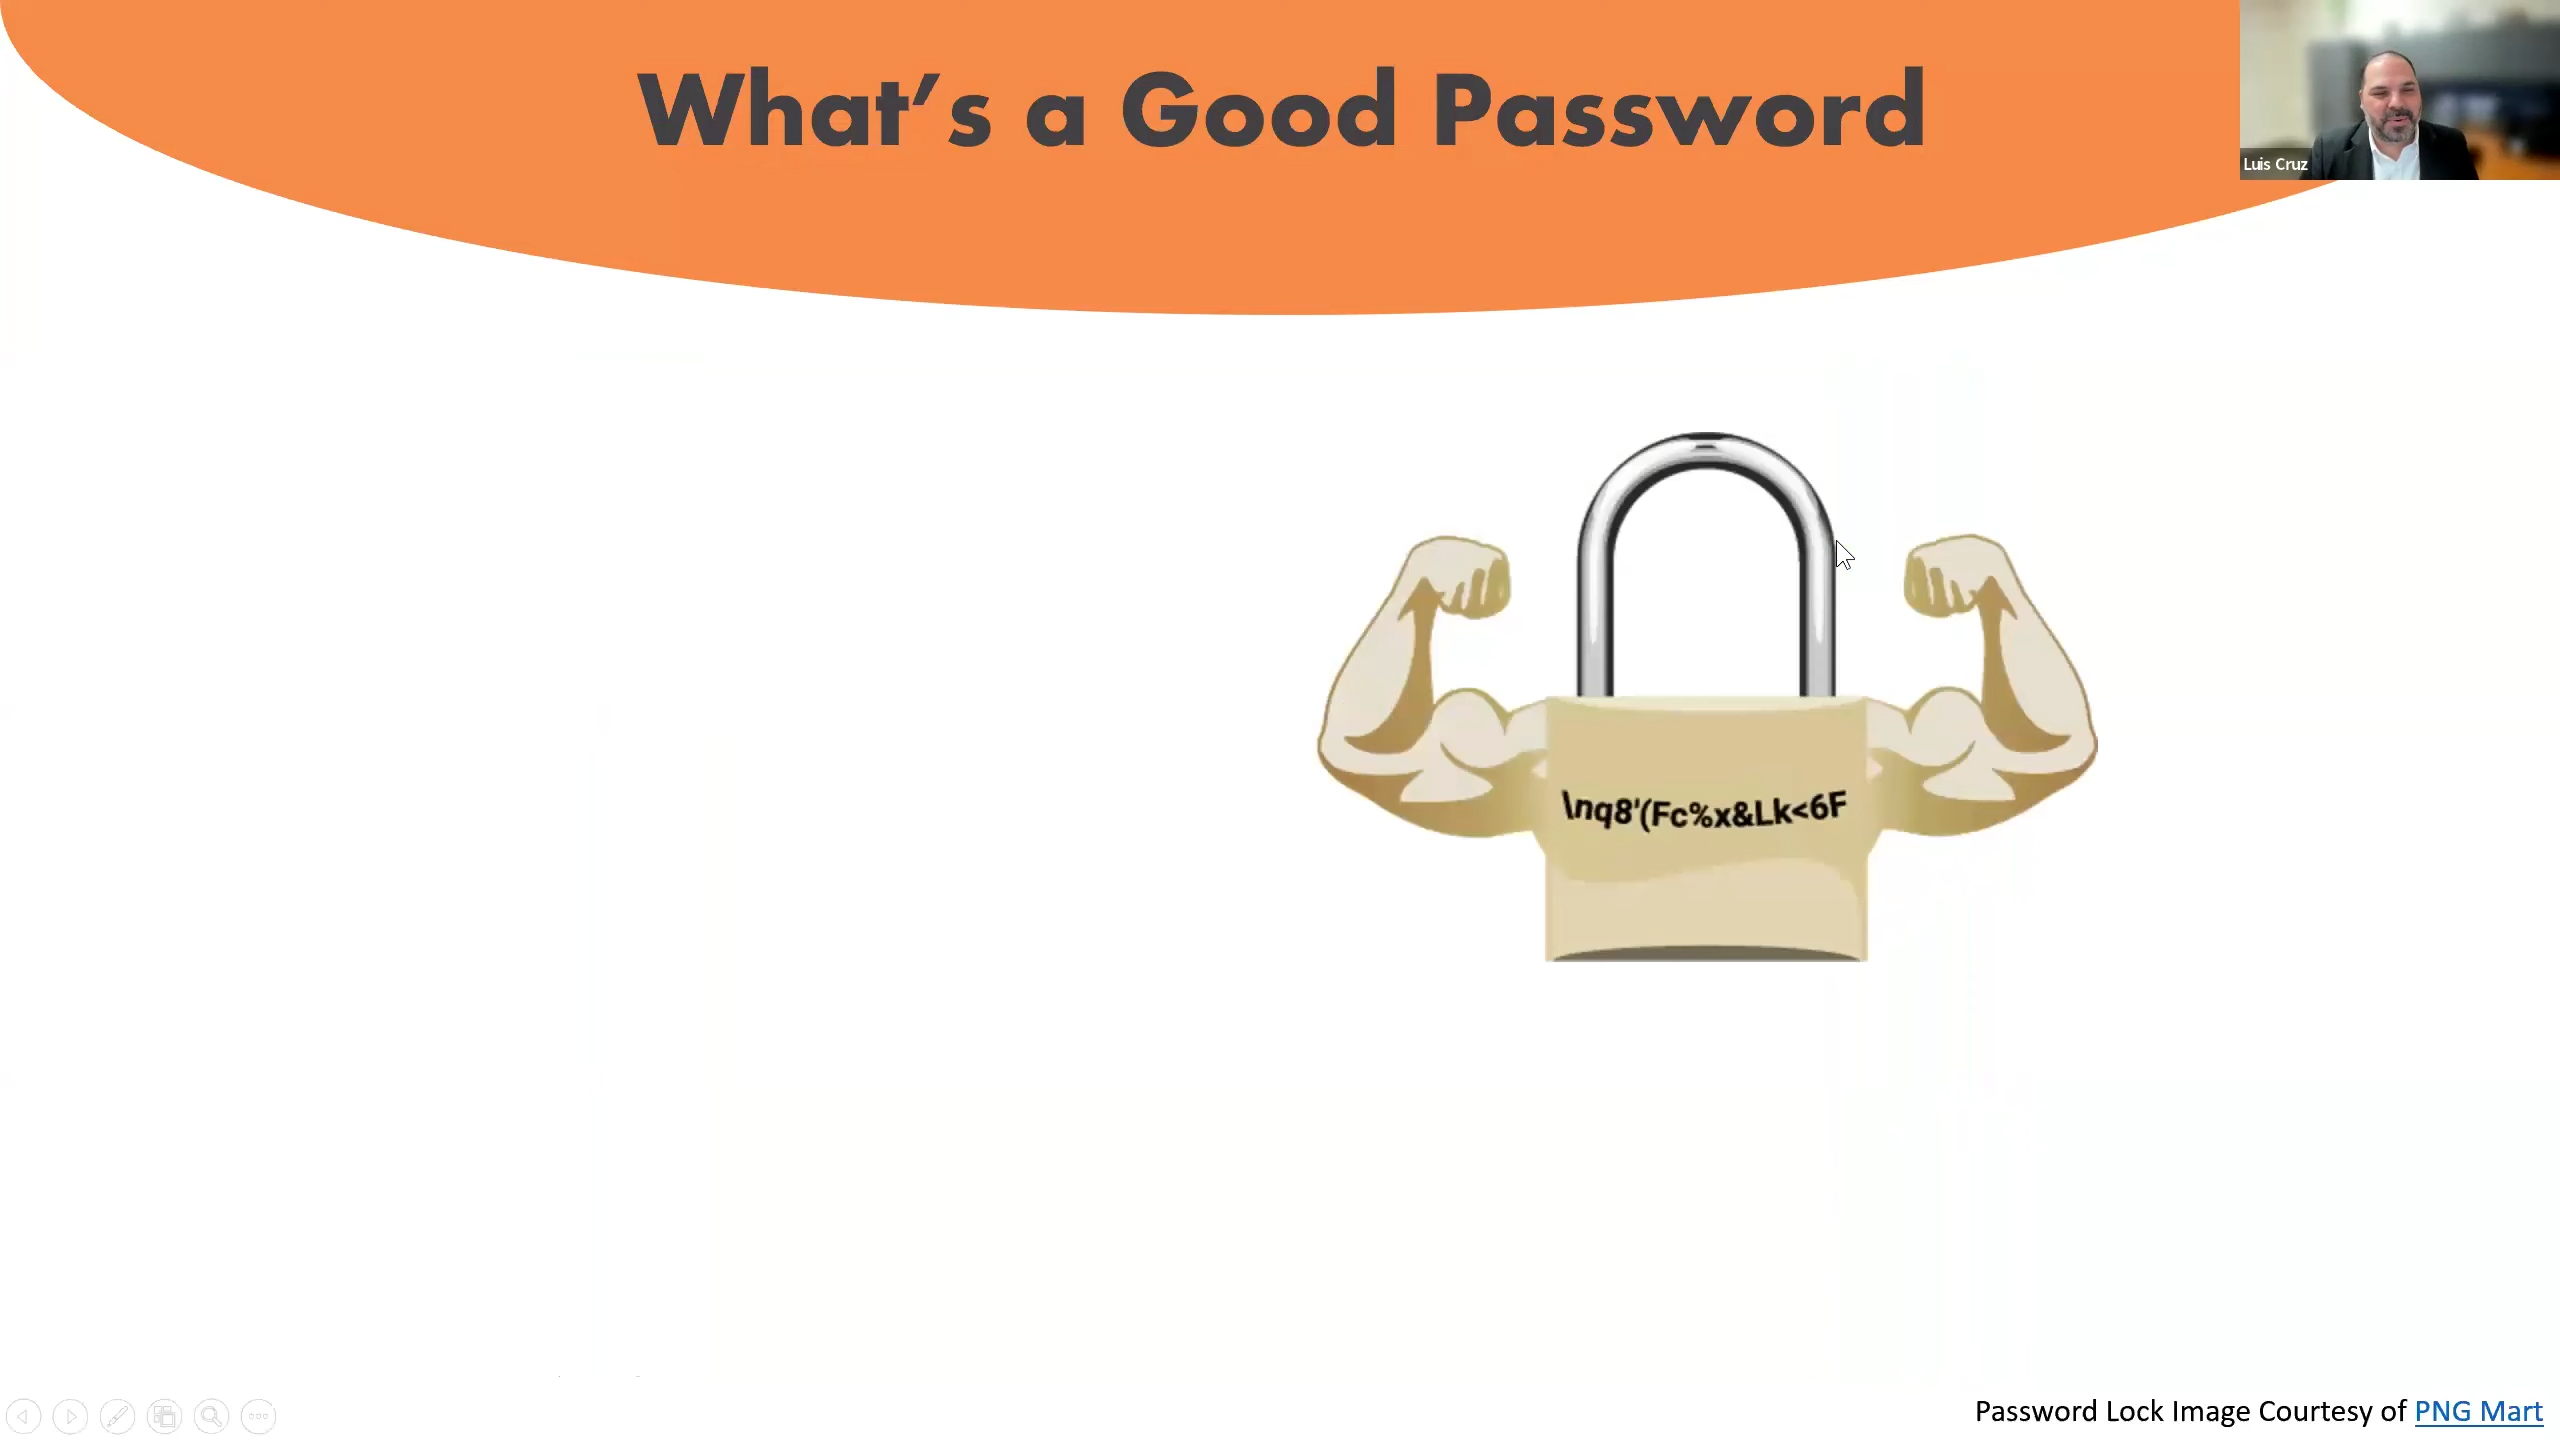 What's a Good Password
Luis Cruz
\nq8'(Fc%x&Lk<6F
Password Lock Image Courtesy of PNG Mart